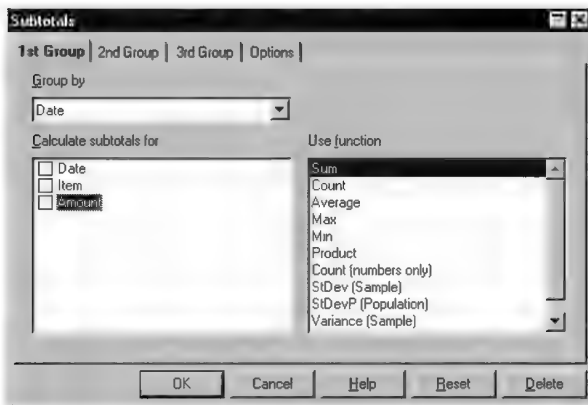 Subtotals
1st Group 2nd Group 3rd Group Options
Group by
Date
Calculate subtotals for
Date
Item
Amount
Use function
Sum
Count
Average
Max
Min
Product
Count (numbers only)
StDev (Sample)
StDevP (Population)
Variance (Sample)
OK Cancel Help Reset Delete